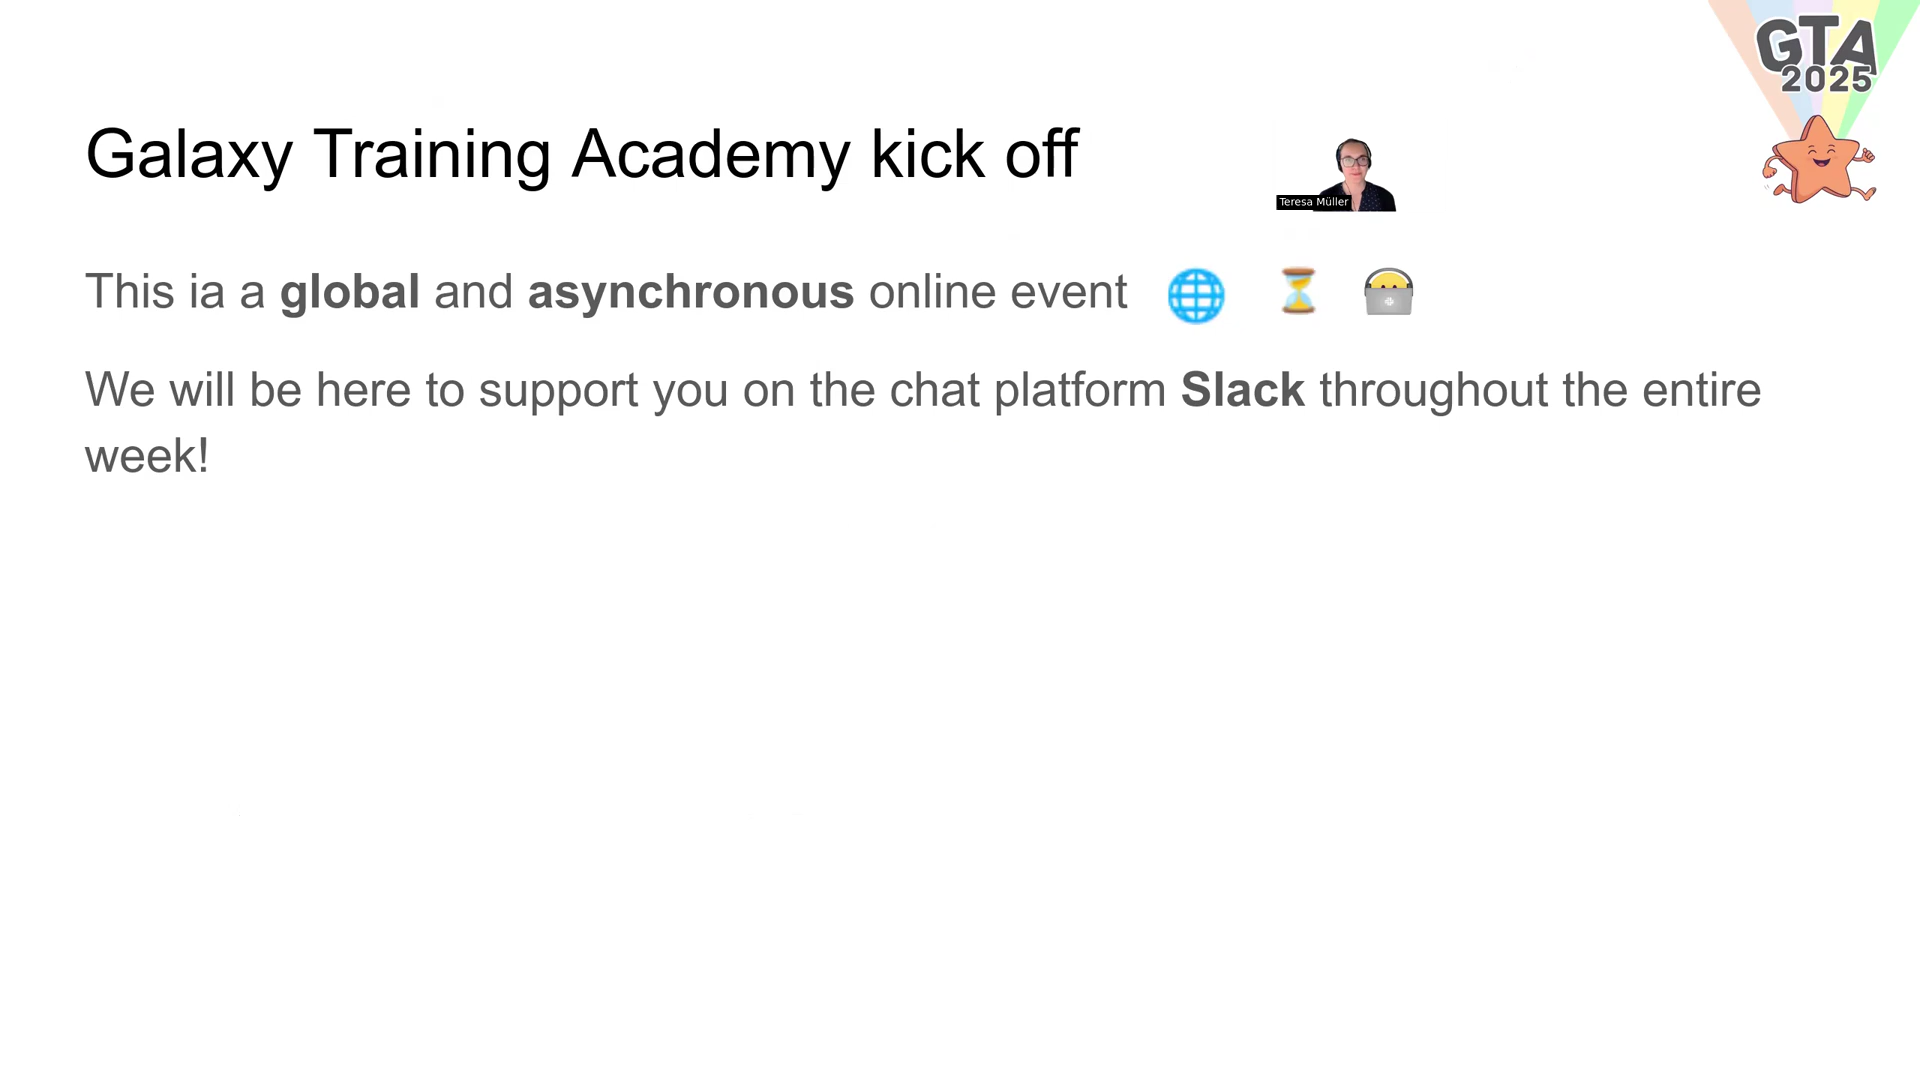 GTA
2025
Galaxy Training Academy kick off
Teresa Müller
This ia a global and asynchronous online event
We will be here to support you on the chat platform Slack throughout the entire
week!